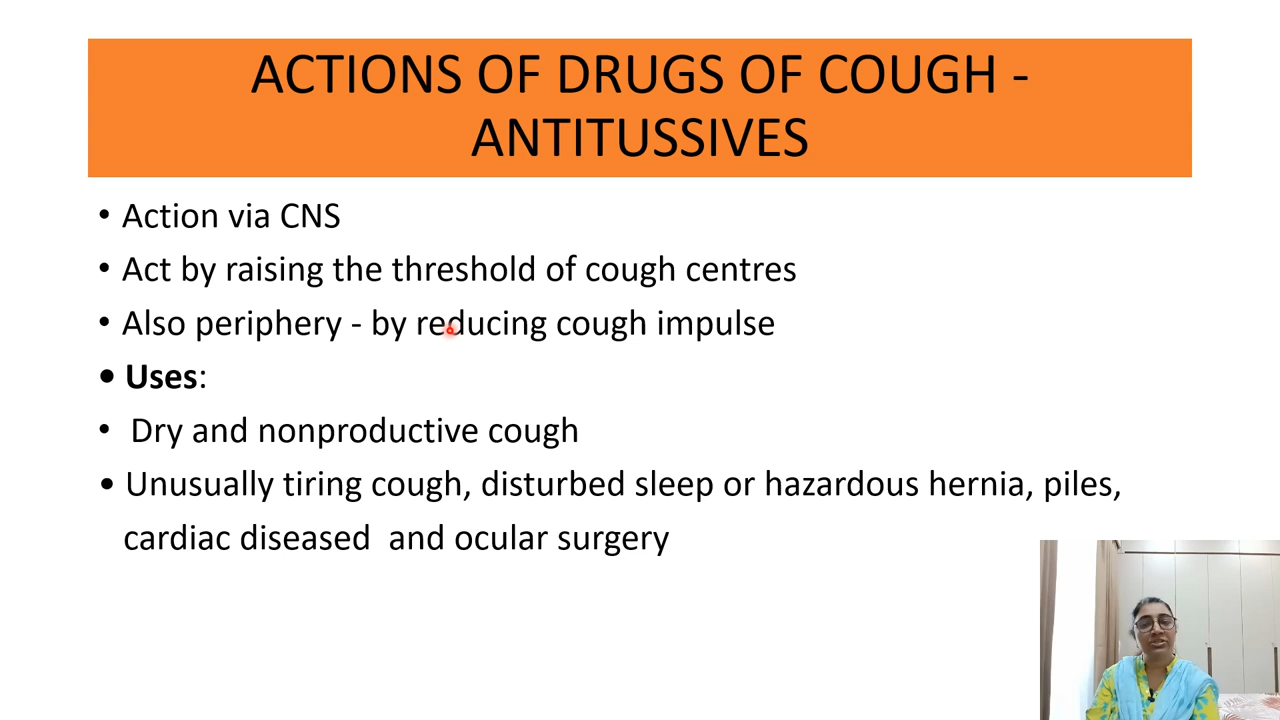 ACTIONS OF DRUGS OF COUGH -
ANTITUSSIVES
• Action via CNS
• Act by raising the threshold of cough centres
• Also periphery - by reducing cough impulse
• Uses:
• Dry and nonproductive cough
• Unusually tiring cough, disturbed sleep or hazardous hernia, piles,
cardiac diseased  and ocular surgery